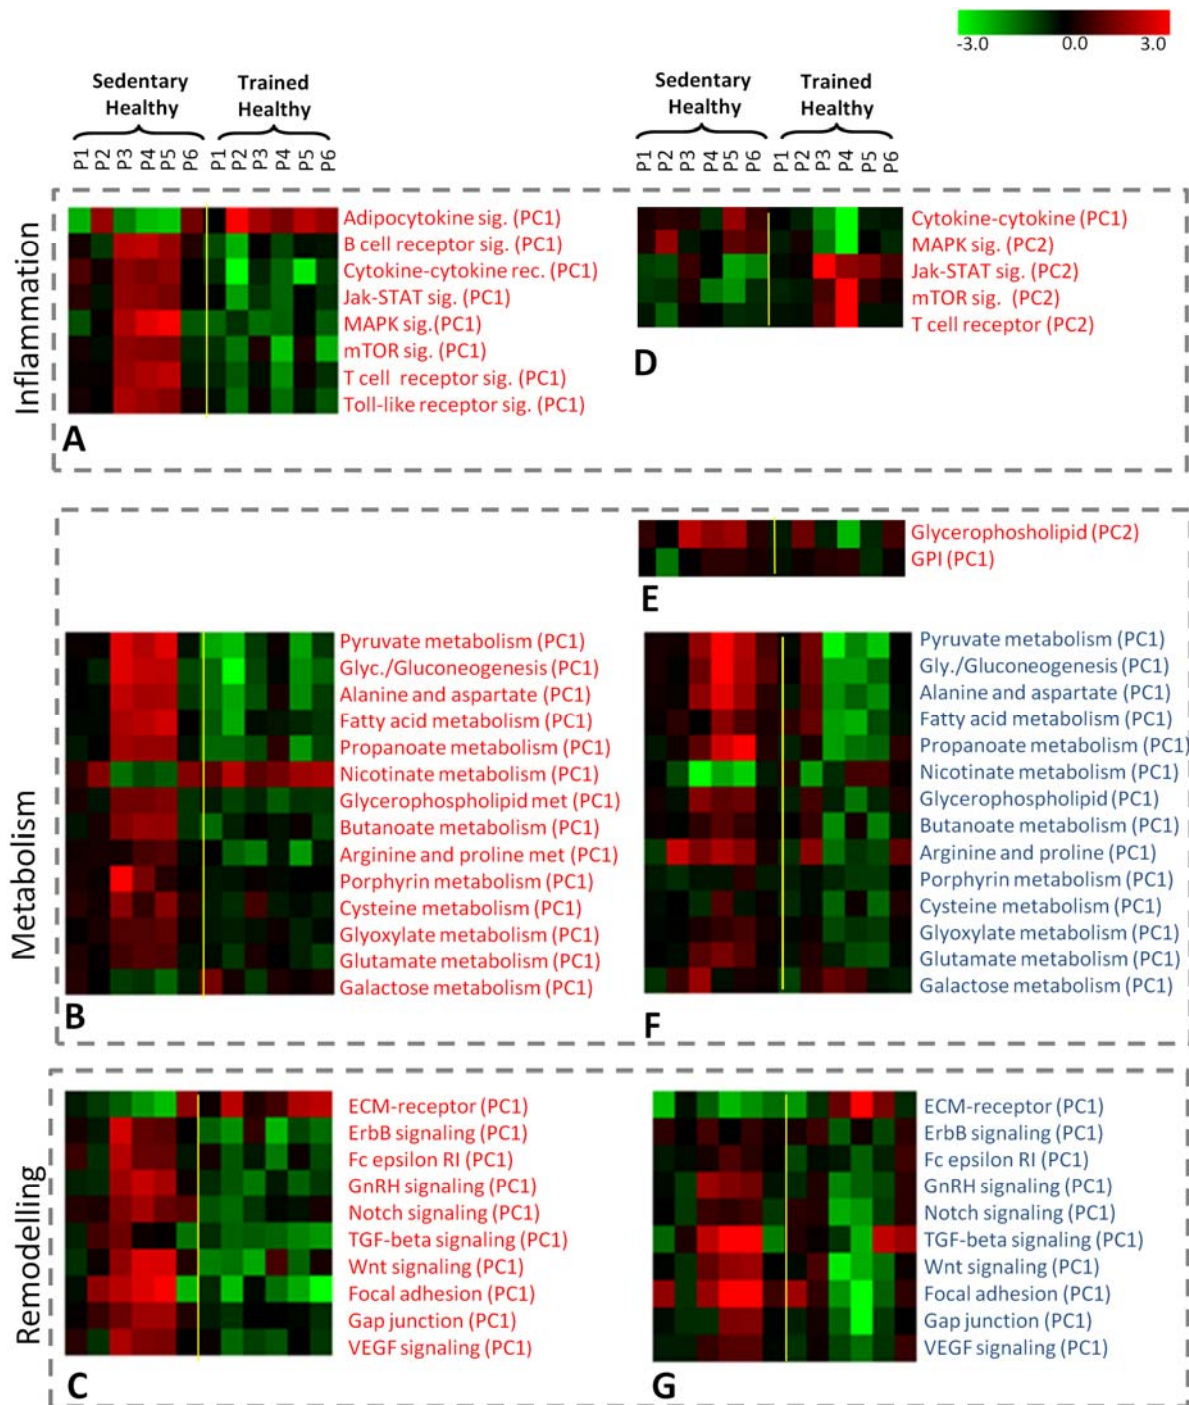 -3.0 0.0 3.0
Sedentary Healthy
Trained Healthy
P1 P2 P3 P4 P5 P6 P1 P2 P3 P4 P5 P6
Sedentary Healthy
Trained Healthy
P1 P2 P3 P4 P5 P6 P1 P2 P3 P4 P5 P6
Inflammation
Adipocytokine sig. (PC1)
B cell receptor sig. (PC1)
Cytokine-cytokine rec. (PC1)
Jak-STAT sig. (PC1)
MAPK sig.(PC1)
mTOR sig. (PC1)
T cell receptor sig. (PC1)
Toll-like receptor sig. (PC1)
A
Cytokine-cytokine (PC1)
MAPK sig. (PC2)
Jak-STAT sig. (PC2)
mTOR sig. (PC2)
T cell receptor (PC2)
D
Metabolism
Glycerophosholipid (PC2)
GPI (PC1)
E
Pyruvate metabolism (PC1)
Glyc./Gluconeogenesis (PC1)
Alanine and aspartate (PC1)
Fatty acid metabolism (PC1)
Propanoate metabolism (PC1)
Nicotinate metabolism (PC1)
Glycerophospholipid met (PC1)
Butanoate metabolism (PC1)
Arginine and proline met (PC1)
Porphyrin metabolism (PC1)
Cysteine metabolism (PC1)
Glyoxylate metabolism (PC1)
Glutamate metabolism (PC1)
Galactose metabolism (PC1)
B
Pyruvate metabolism (PC1)
Gly./Gluconeogenesis (PC1)
Alanine and aspartate (PC1)
Fatty acid metabolism (PC1)
Propanoate metabolism (PC1)
Nicotinate metabolism (PC1)
Glycerophospholipid (PC1)
Butanoate metabolism (PC1)
Arginine and proline (PC1)
Porphyrin metabolism (PC1)
Cysteine metabolism (PC1)
Glyoxylate metabolism (PC1)
Glutamate metabolism (PC1)
Galactose metabolism (PC1)
F
Remodelling
ECM-receptor (PC1)
ErbB signaling (PC1)
Fc epsilon RI (PC1)
GnRH signaling (PC1)
Notch signaling (PC1)
TGF-beta signaling (PC1)
Wnt signaling (PC1)
Focal adhesion (PC1)
Gap junction (PC1)
VEGF signaling (PC1)
C
ECM-receptor (PC1)
ErbB signaling (PC1)
Fc epsilon RI (PC1)
GnRH signaling (PC1)
Notch signaling (PC1)
TGF-beta signaling (PC1)
Wnt signaling (PC1)
Focal adhesion (PC1)
Gap junction (PC1)
VEGF signaling (PC1)
G